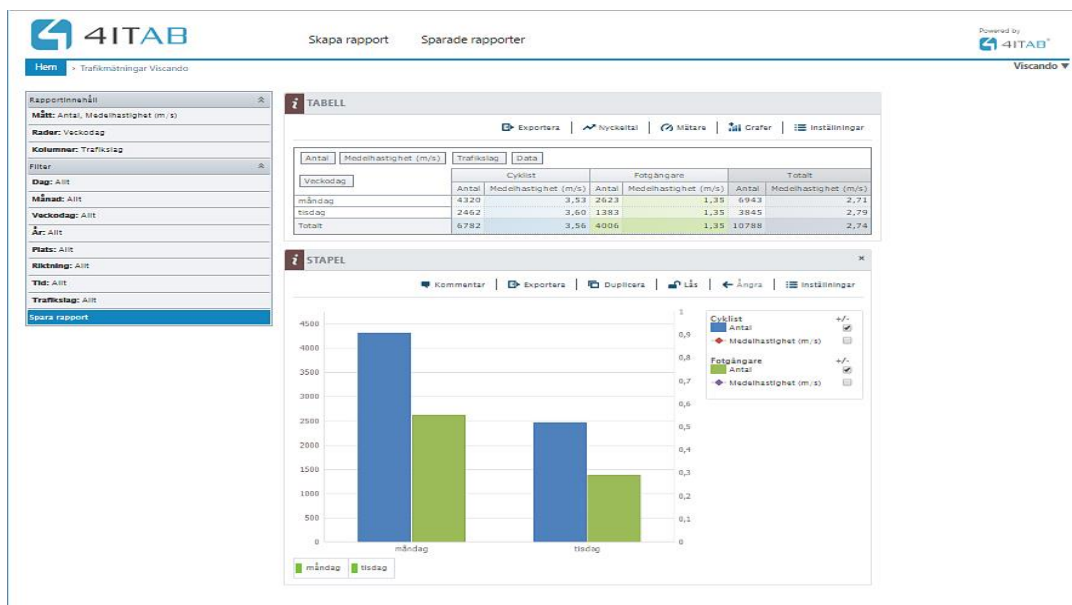 4ITAB
Skapa rapport Sparade rapporter
Powered by
4ITAB
Hem › Trafikmätningar Viscando
Viscando ▼
Rapportinnehåll
Mått: Antal, Medelhastighet (m/s)
Rader: Veckodag
Kolumner: Trafikslag
Filter
Dag: Allt
Månad: Allt
Veckodag: Allt
År: Allt
Plats: Allt
Riktning: Allt
Tid: Allt
Trafikslag: Allt
Spara rapport
i TABELL
Exportera | Nyckeltal | Mätare | Grafer | Inställningar
Antal Medelhastighet (m/s) Trafikslag Data
Veckodag
Cyklist Fotgängare Totalt
Antal Medelhastighet (m/s) Antal Medelhastighet (m/s) Antal Medelhastighet (m/s)
måndag 4320 3,53 2623 1,35 6943 2,71
tisdag 2462 3,60 1383 1,35 3845 2,79
Totalt 6782 3,56 4006 1,35 10788 2,74
i STAPEL ×
Kommentar | Exportera | Duplicera | Lås | Ångra | Inställningar
4500
4000
3500
3000
2500
2000
1500
1000
500
0
1
0,9
0,8
0,7
0,6
0,5
0,4
0,3
0,2
0,1
0
måndag tisdag
Cyklist +/-
Antal
Medelhastighet (m/s)
Fotgängare +/-
Antal
Medelhastighet (m/s)
måndag tisdag